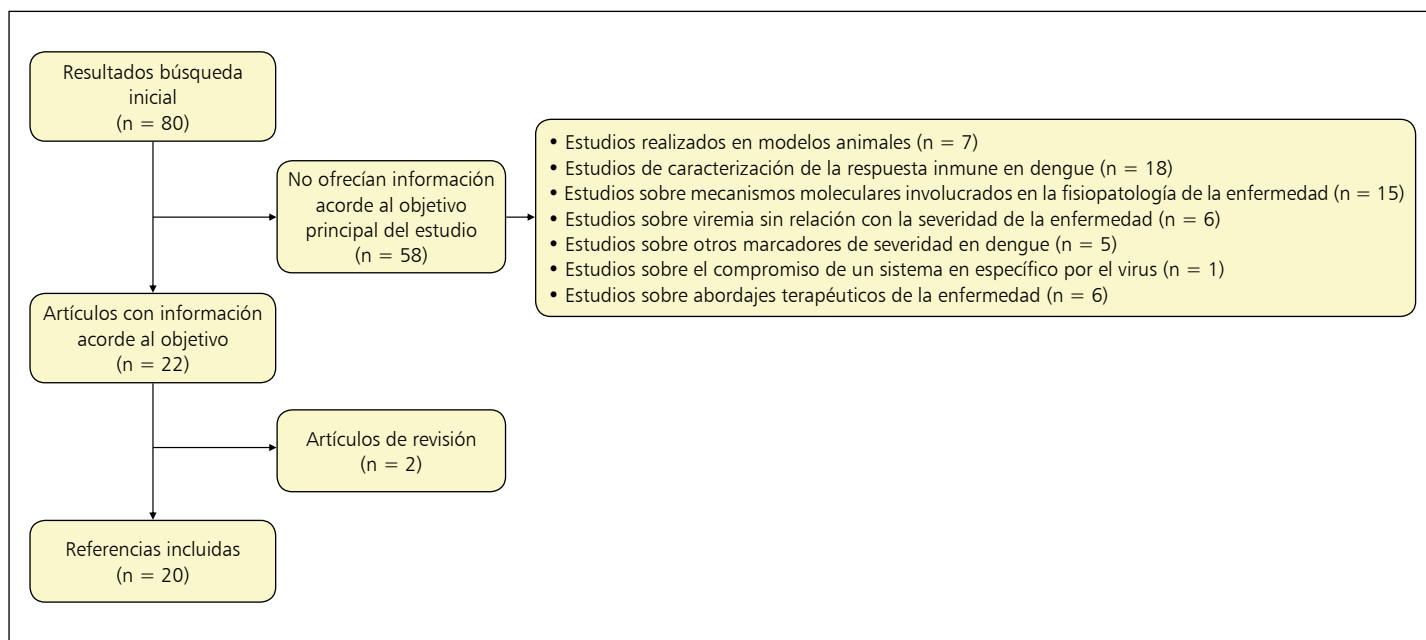 Resultados búsqueda
inicial
(n = 80)
No ofrecían información
acorde al objetivo
principal del estudio
(n = 58)
• Estudios realizados en modelos animales (n = 7)
• Estudios de caracterización de la respuesta inmune en dengue (n = 18)
• Estudios sobre mecanismos moleculares involucrados en la fisiopatología de la enfermedad (n = 15)
• Estudios sobre viremia sin relación con la severidad de la enfermedad (n = 6)
• Estudios sobre otros marcadores de severidad en dengue (n = 5)
• Estudios sobre el compromiso de un sistema en específico por el virus (n = 1)
• Estudios sobre abordajes terapéuticos de la enfermedad (n = 6)
Artículos con información
acorde al objetivo
(n = 22)
Artículos de revisión
(n = 2)
Referencias incluidas
(n = 20)